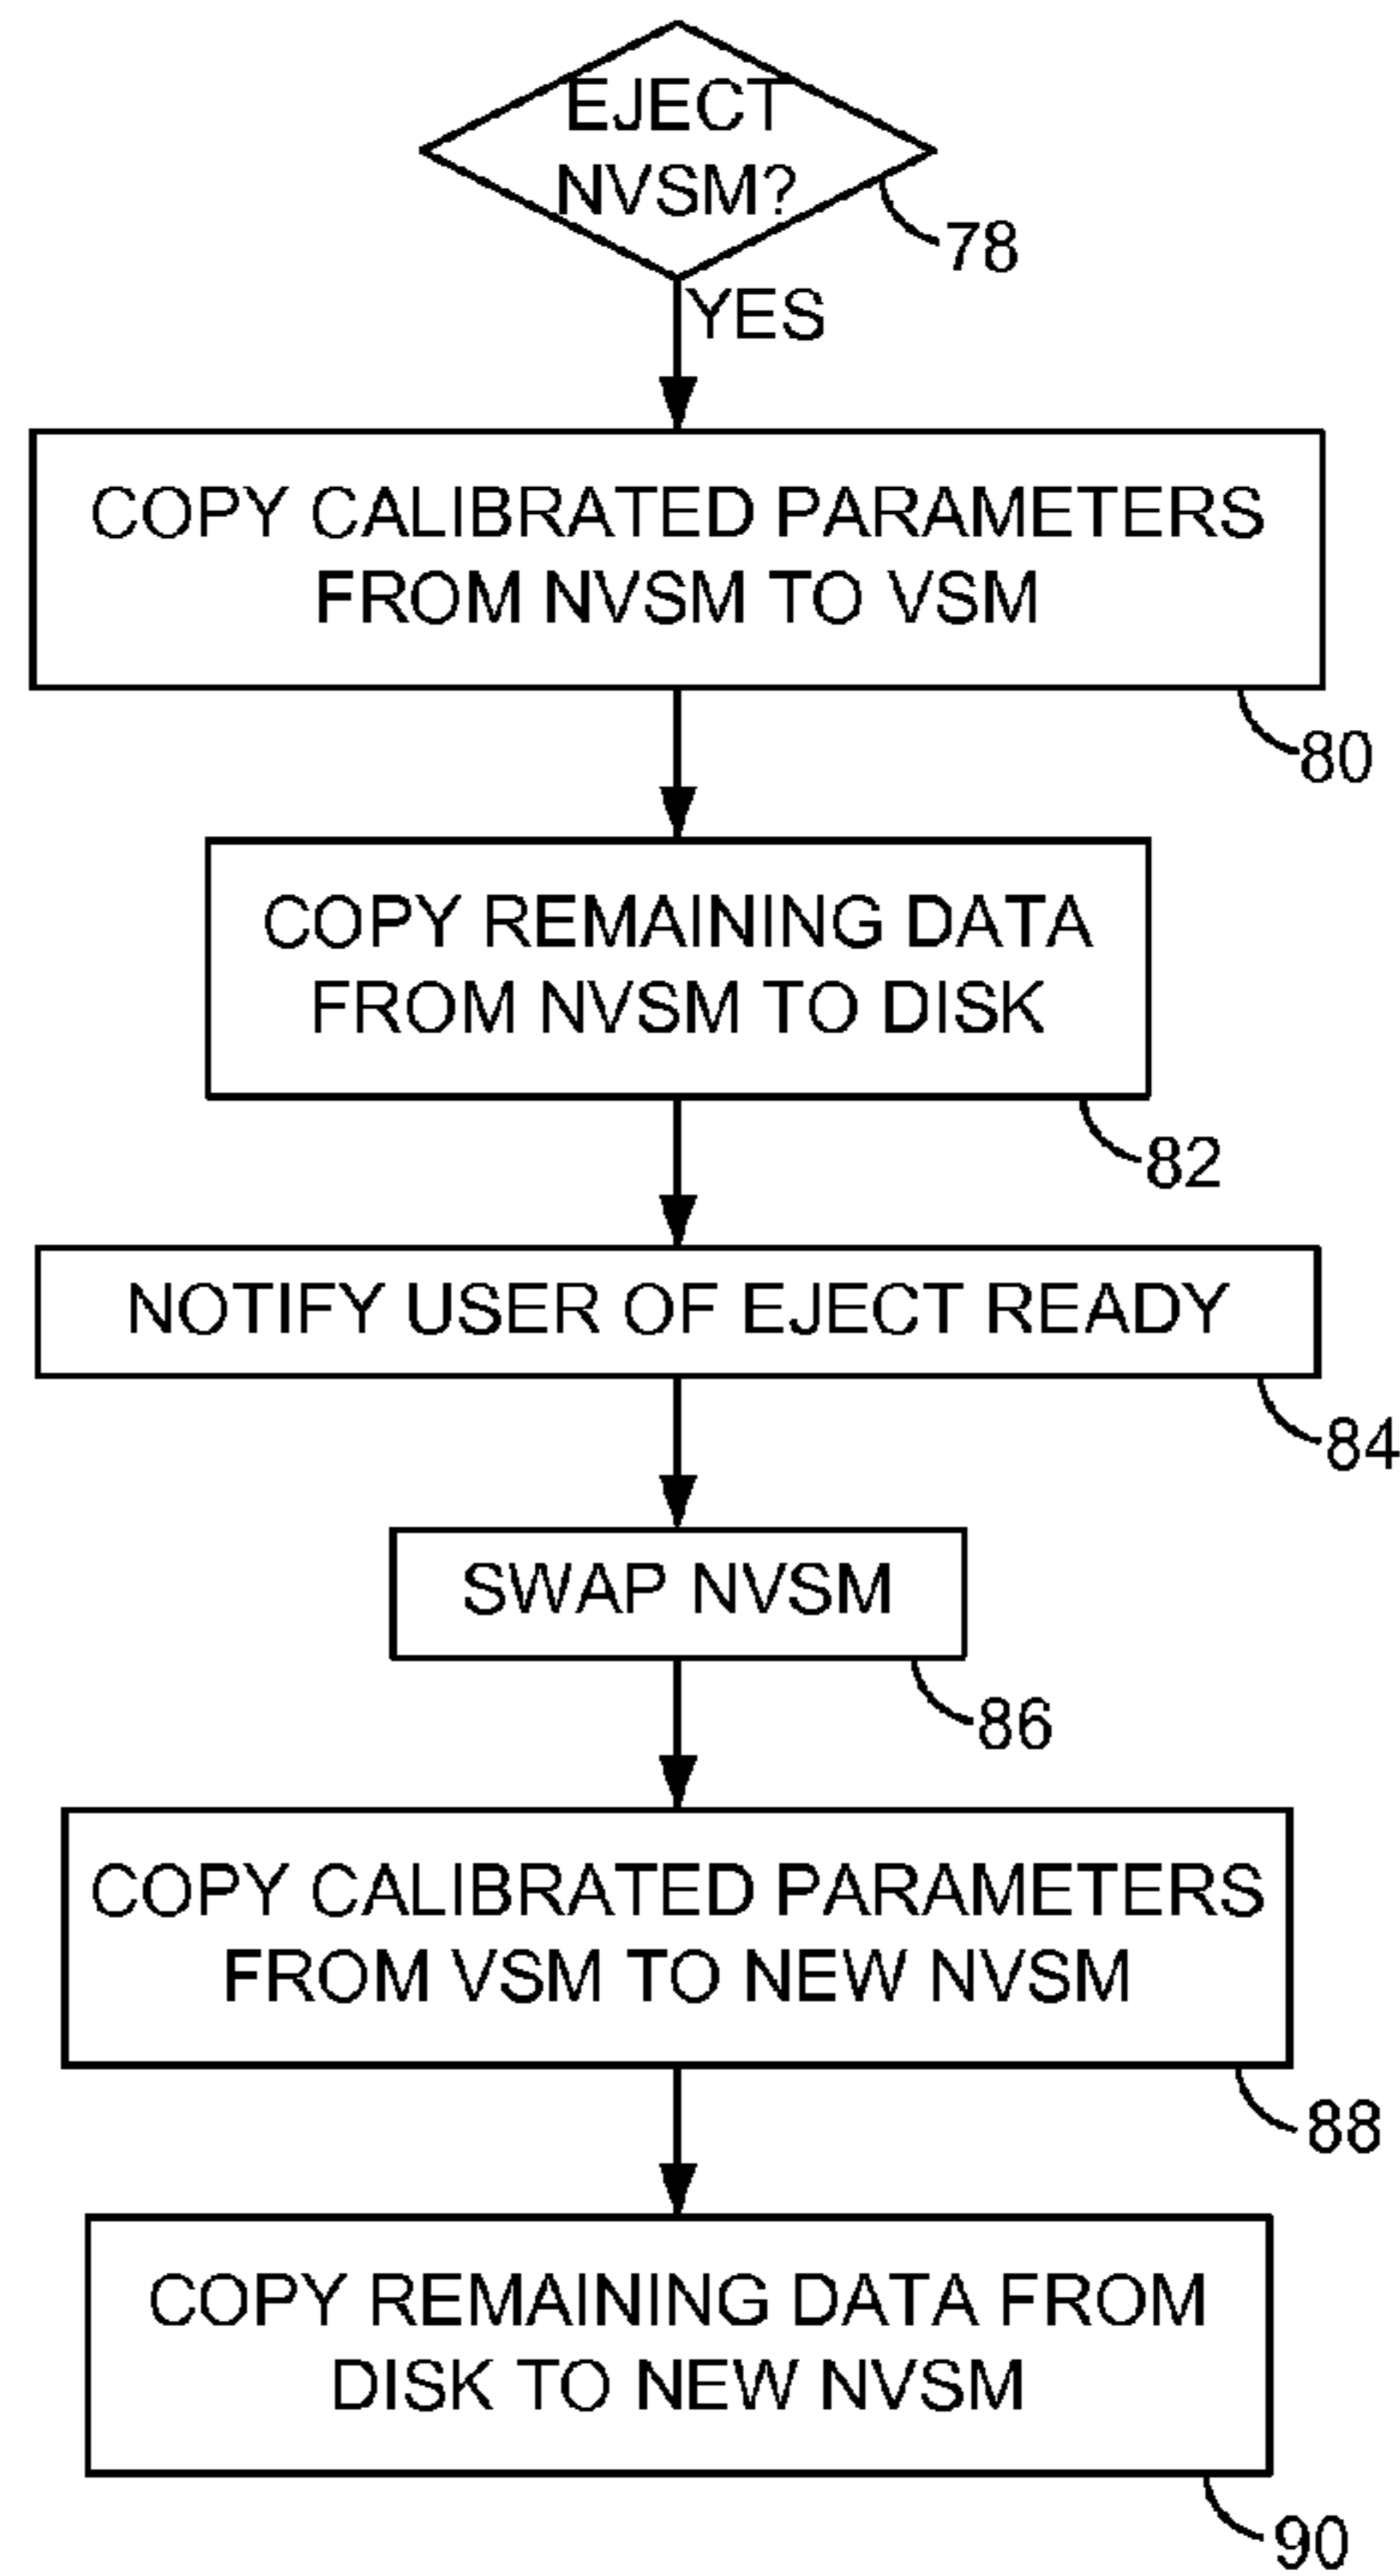 EJECT
NVSM?
78
YES
COPY CALIBRATED PARAMETERS
FROM NVSM TO VSM
80
COPY REMAINING DATA
FROM NVSM TO DISK
82
NOTIFY USER OF EJECT READY
84
SWAP NVSM
86
COPY CALIBRATED PARAMETERS
FROM VSM TO NEW NVSM
88
COPY REMAINING DATA FROM
DISK TO NEW NVSM
90